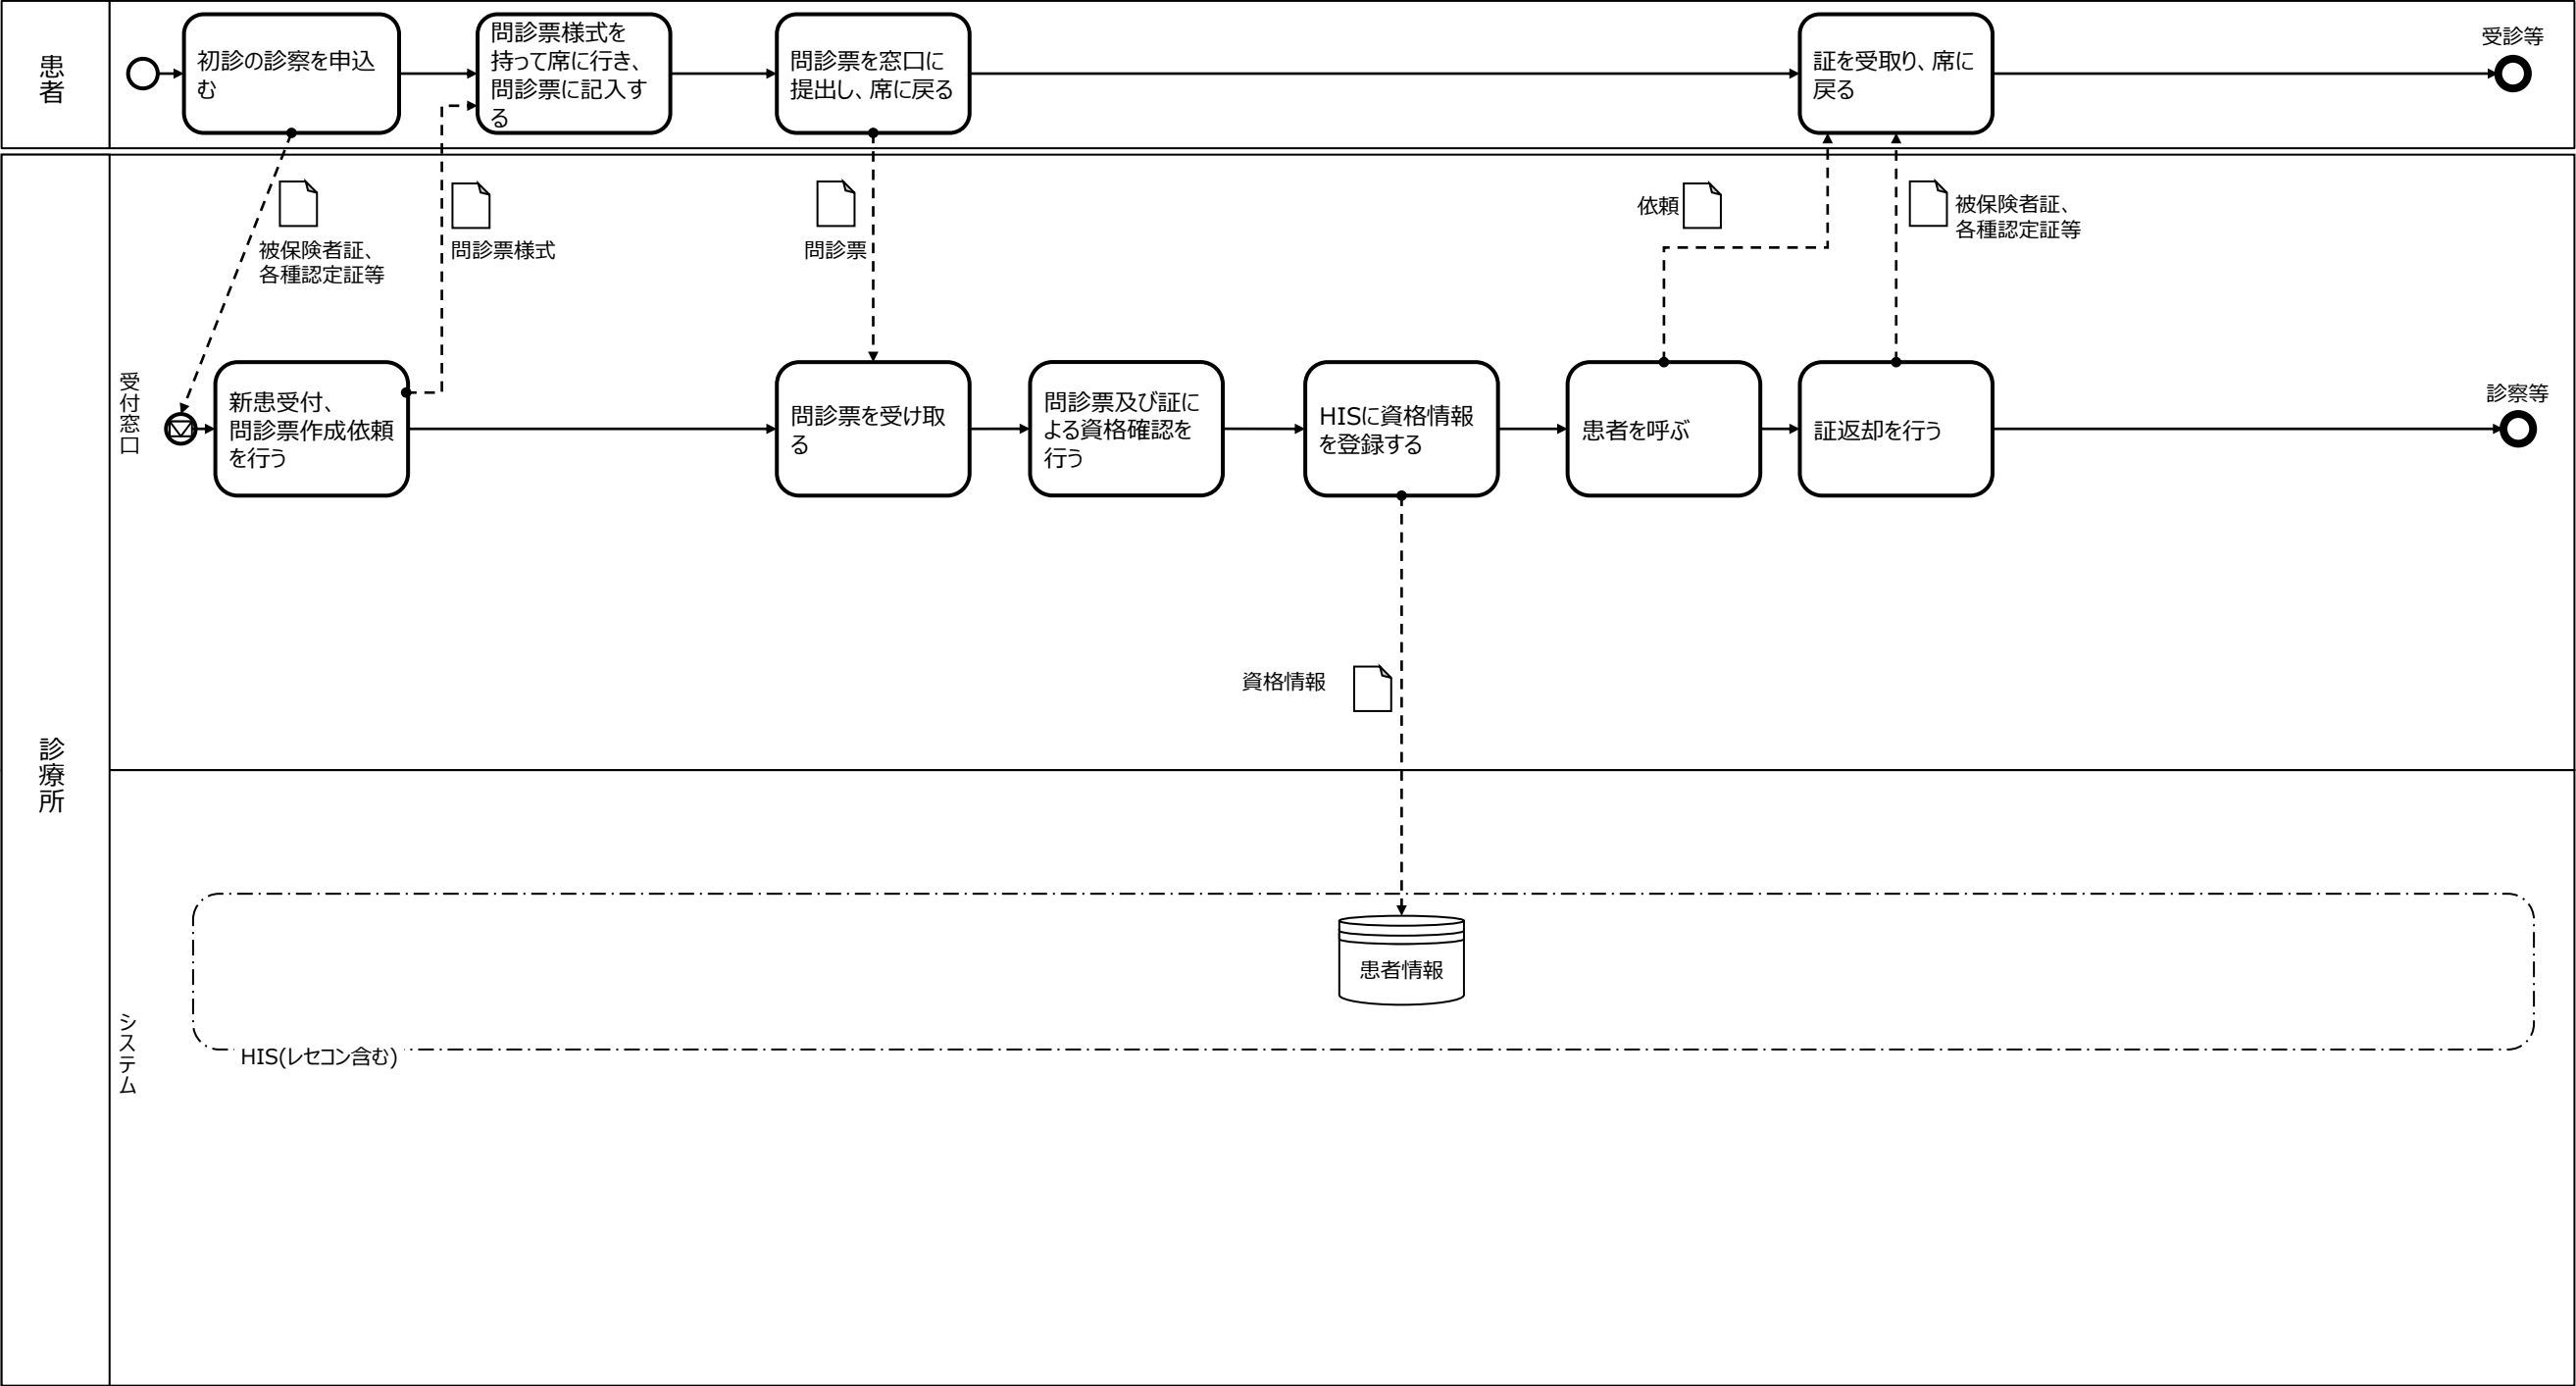 患者
初診の診察を申込
む
問診票様式を
持って席に行き、
問診票に記入す
る
問診票を窓口に
提出し、席に戻る
証を受取り、席に
戻る
受診等
診療所
受付窓口
被保険者証、
各種認定証等
問診票様式
問診票
依頼
被保険者証、
各種認定証等
新患受付、
問診票作成依頼
を行う
問診票を受け取
る
問診票及び証に
よる資格確認を
行う
HISに資格情報
を登録する
患者を呼ぶ
証返却を行う
診察等
資格情報
システム
患者情報
HIS(レセコン含む)